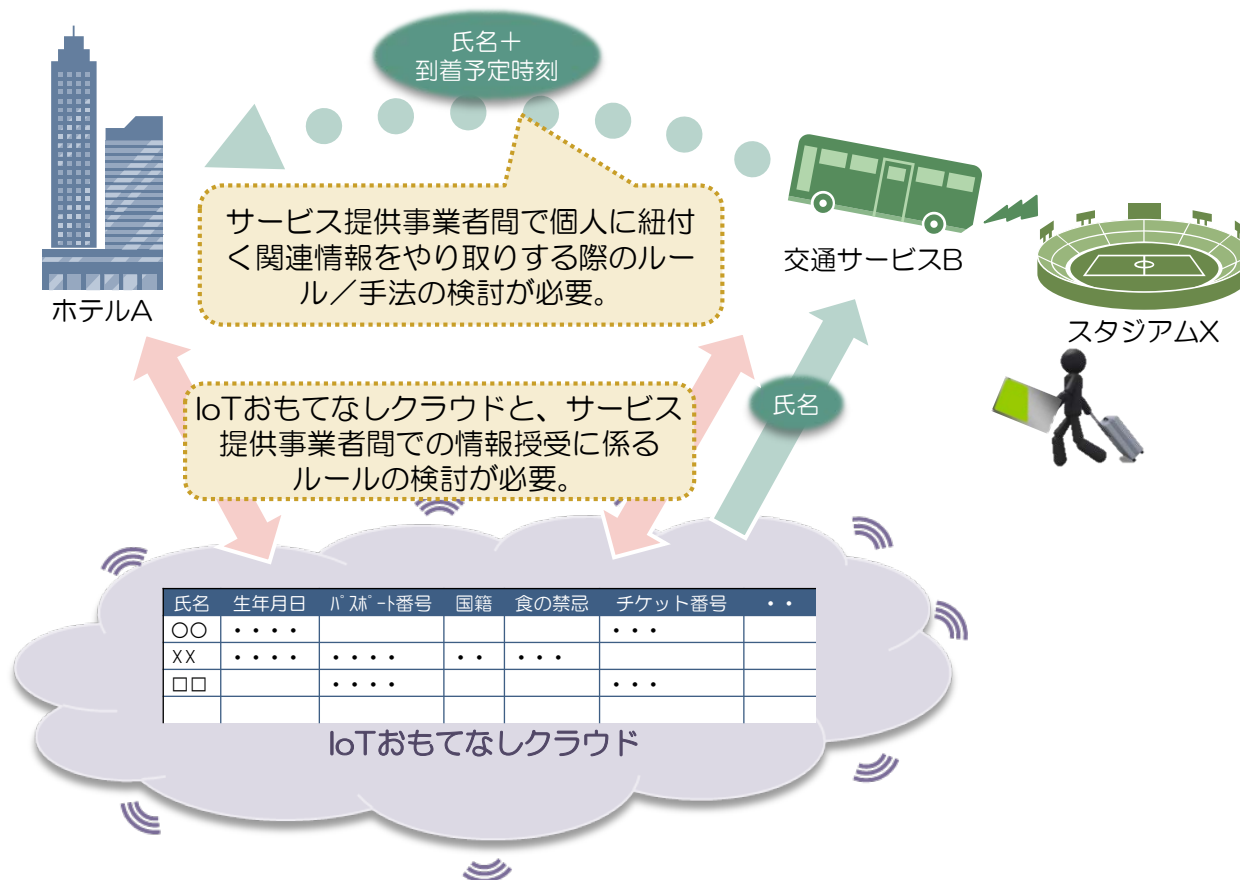 氏名＋
到着予定時刻
サービス提供事業者間で個人に紐付
く関連情報をやり取りする際のルー
ル／手法の検討が必要。
ホテルA
交通サービスB
スタジアムX
IoTおもてなしクラウドと、サービス
提供事業者間での情報授受に係る
ルールの検討が必要。
氏名
氏名 生年月日 ﾊﾟｽﾎﾟｰﾄ番号 国籍 食の禁忌 チケット番号 ・・
○○ ・・・・ ・・・
XX ・・・・ ・・・・ ・・ ・・・
□□ ・・・・ ・・・
IoTおもてなしクラウド